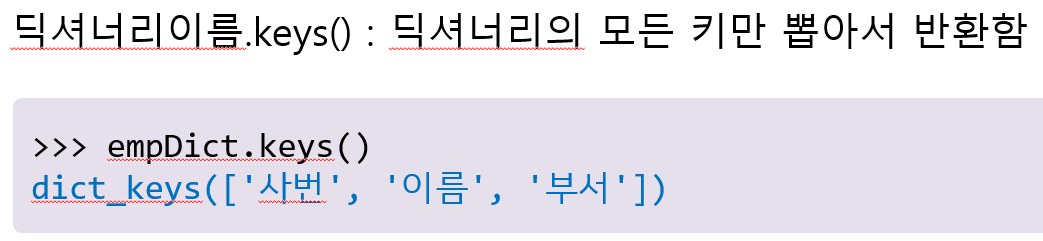 딕셔너리이름.keys() : 딕셔너리의 모든 키만 뽑아서 반환함
>>> empDict.keys()
dict_keys(['사번', '이름', '부서'])